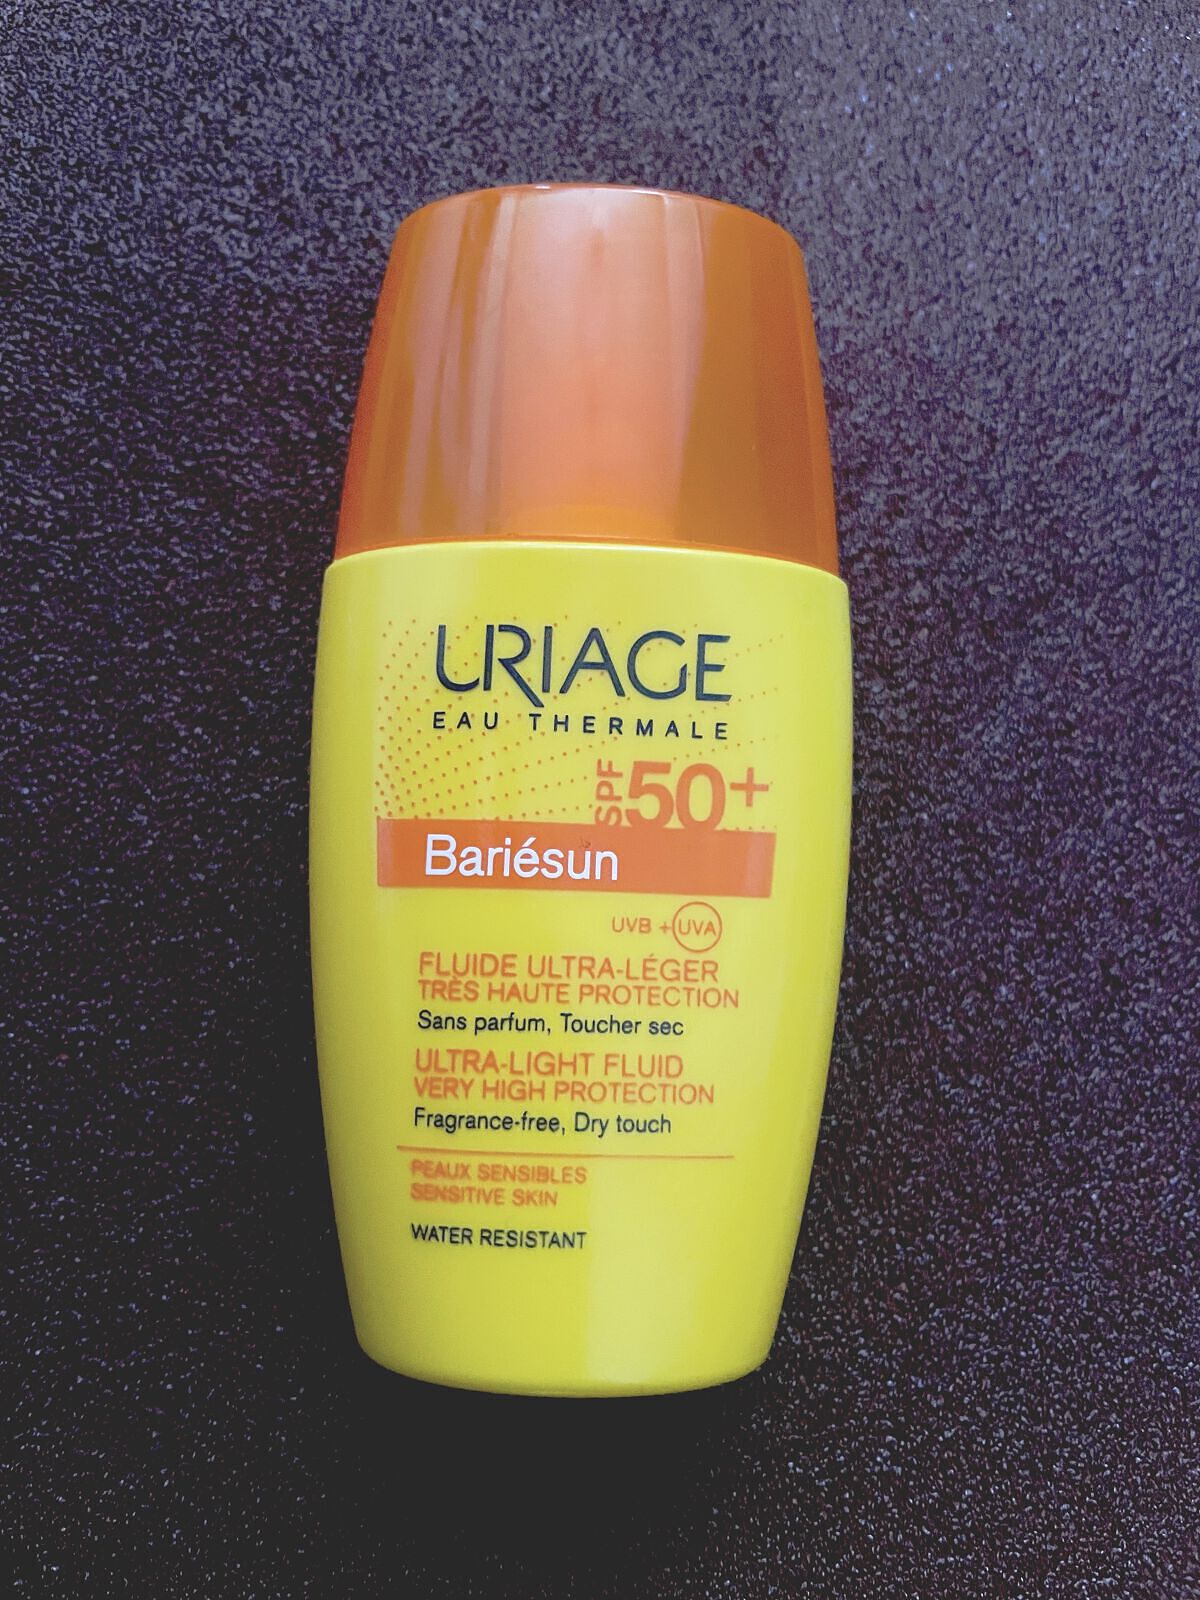 URIAGE
EAU THERMALE
SPF 50+
Bariésun
UVB + UVA
FLUIDE ULTRA-LÉGER
TRÈS HAUTE PROTECTION
Sans parfum, Toucher sec
ULTRA-LIGHT FLUID
VERY HIGH PROTECTION
Fragrance-free, Dry touch
PEAUX SENSIBLES
SENSITIVE SKIN
WATER RESISTANT